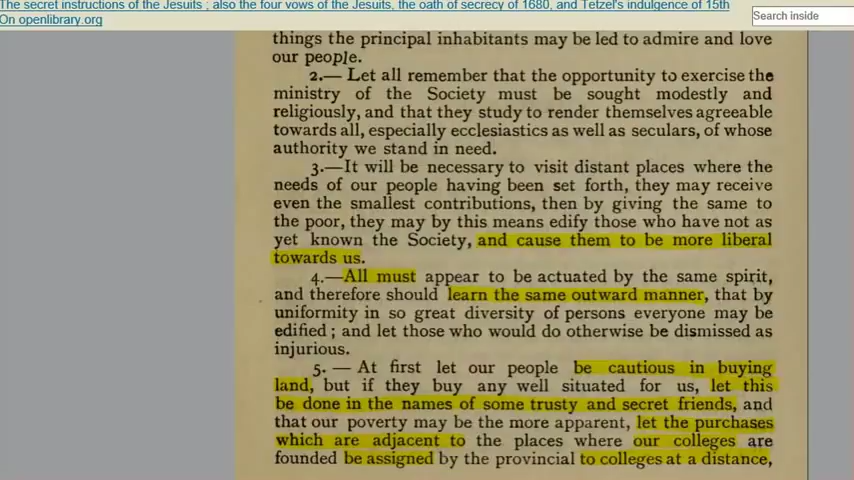 The secret instructions of the Jesuits ; also the four vows of the Jesuits, the oath of secrecy of 1680, and Tetzel's indulgence of 15th
On openlibrary.org
Search inside
things the principal inhabitants may be led to admire and love
our people.
2.— Let all remember that the opportunity to exercise the
ministry of the Society must be sought modestly and
religiously, and that they study to render themselves agreeable
towards all, especially ecclesiastics as well as seculars, of whose
authority we stand in need.
3.—It will be necessary to visit distant places where the
needs of our people having been set forth, they may receive
even the smallest contributions, then by giving the same to
the poor, they may by this means edify those who have not as
yet known the Society, and cause them to be more liberal
towards us.
4.—All must appear to be actuated by the same spirit,
and therefore should learn the same outward manner, that by
uniformity in so great diversity of persons everyone may be
edified ; and let those who would do otherwise be dismissed as
injurious.
5. — At first let our people be cautious in buying
land, but if they buy any well situated for us, let this
be done in the names of some trusty and secret friends, and
that our poverty may be the more apparent, let the purchases
which are adjacent to the places where our colleges are
founded be assigned by the provincial to colleges at a distance,